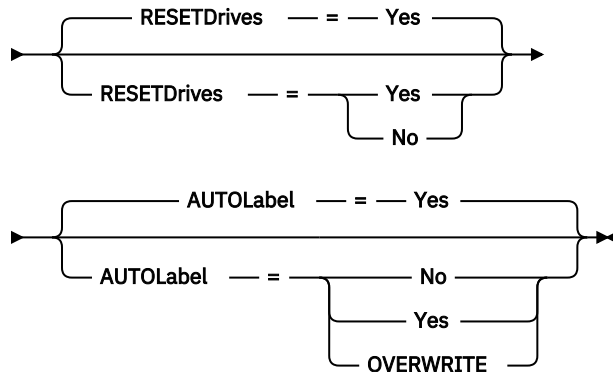 RESETDrives = Yes
RESETDrives = Yes
No
AUTOLabel = Yes
AUTOLabel = No
Yes
OVERWRITE